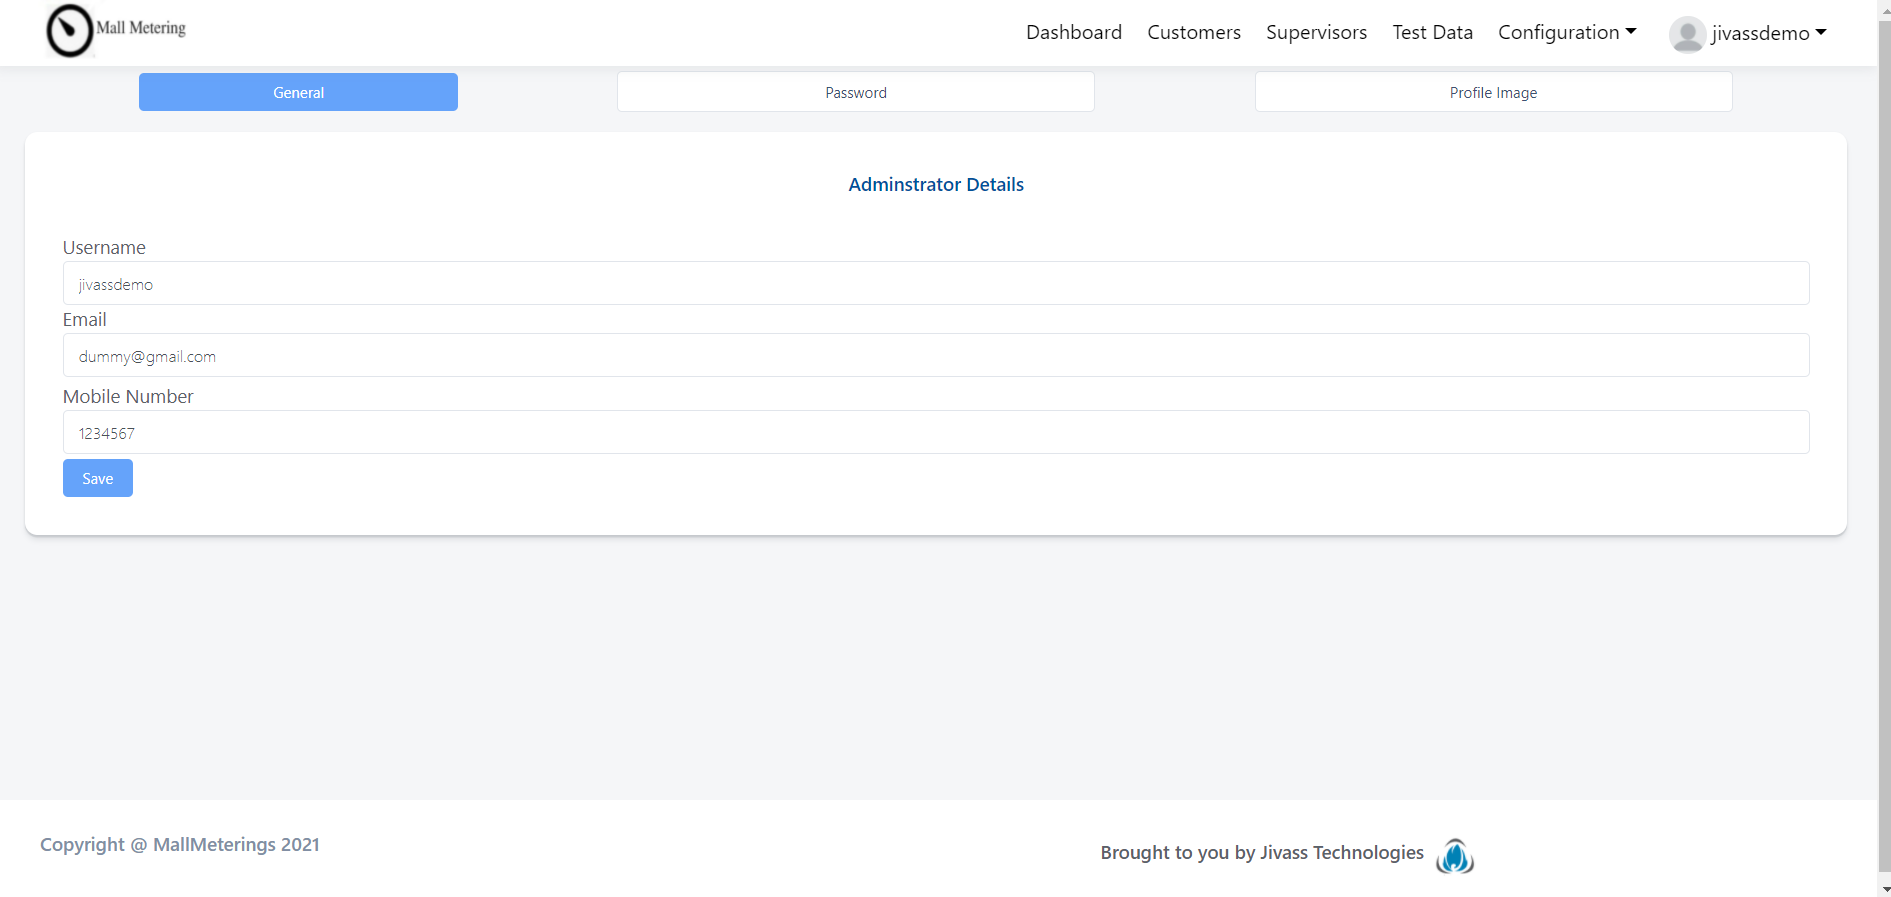 Mall Metering
Dashboard Customers Supervisors Test Data Configuration jivassdemo
General Password Profile Image
Adminstrator Details
Username
jivassdemo
Email
dummy@gmail.com
Mobile Number
1234567
Save
Copyright @ MallMeterings 2021
Brought to you by Jivass Technologies